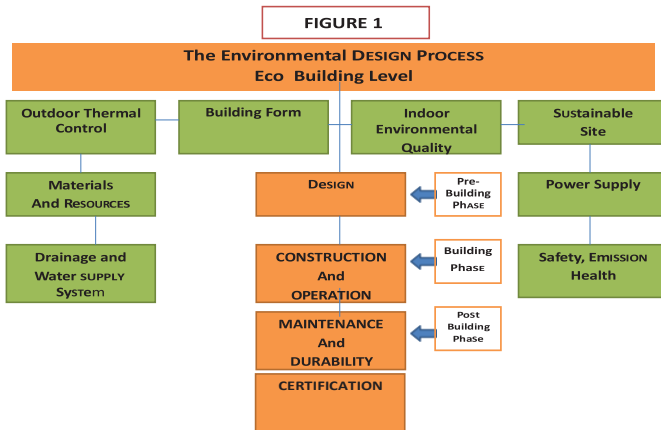 FIGURE 1
The Environmental DESIGN PROCESS
Eco Building Level
Outdoor Thermal
Control
Building Form
Indoor
Environmental
Quality
Sustainable
Site
Materials
And RESOURCES
DESIGN
Pre-
Building
PHASE
Power Supply
Drainage and
WATER SUPPLY
SYSTEm
CONSTRUCTION
And
OPERATION
Building
PHASE
Safety, EMISSION
Health
MAINTENANCE
And
DURABILITY
Post
Building
PHASE
CERTIFICATION